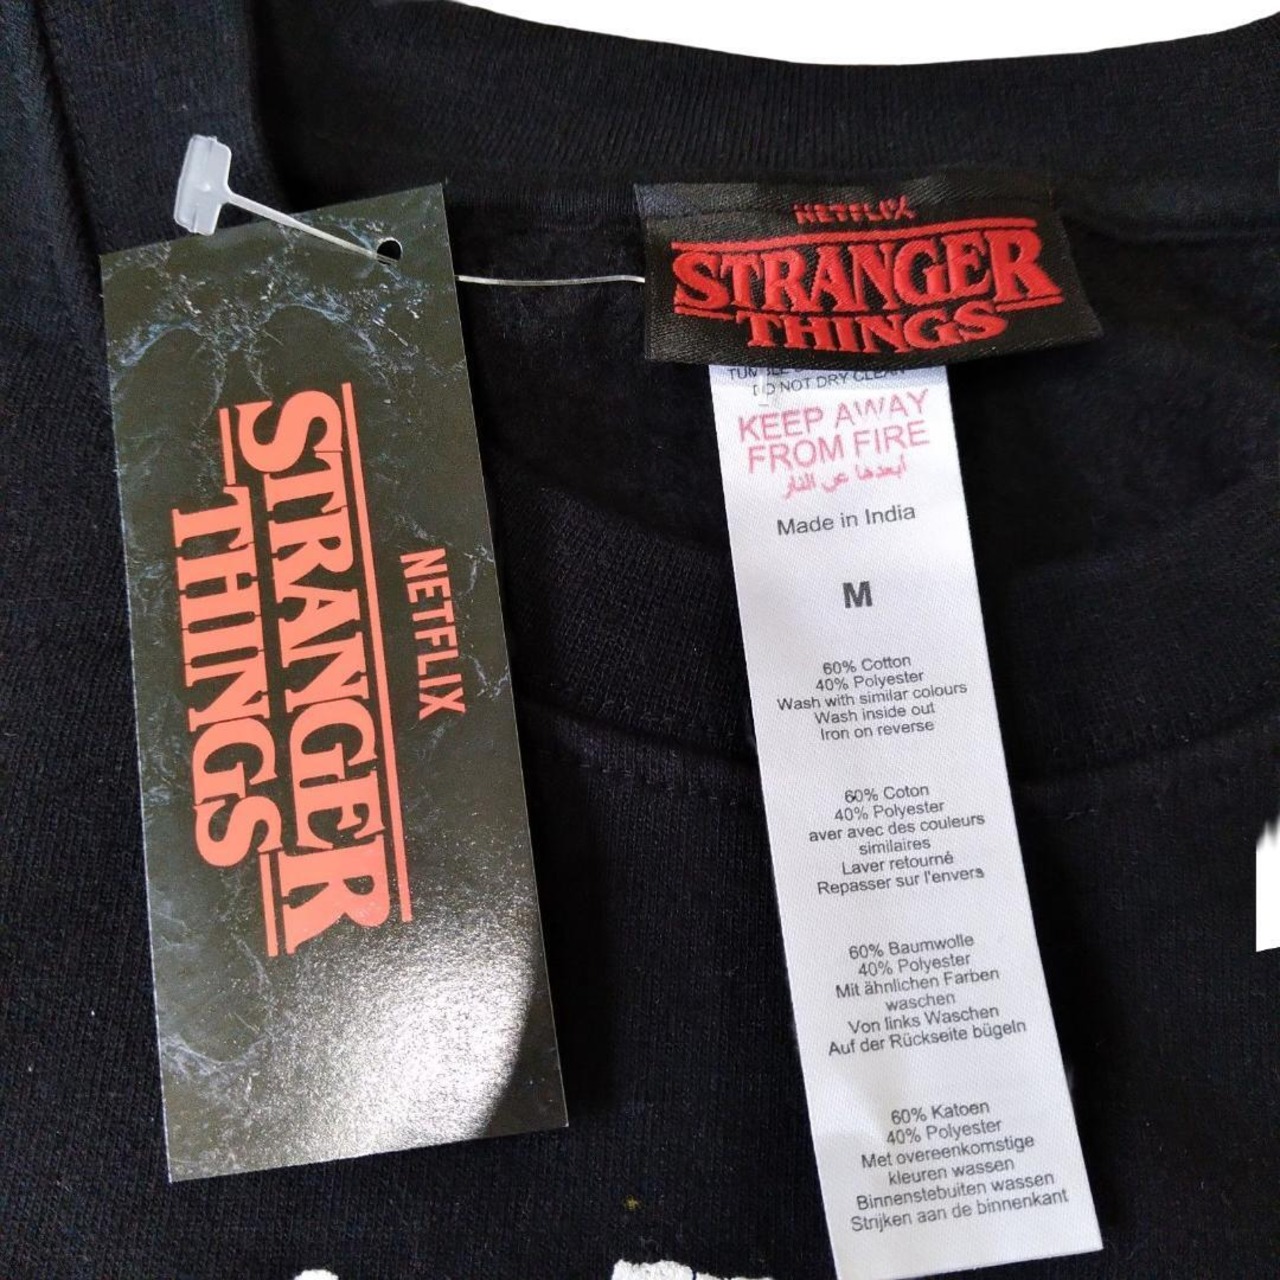 NETFLIX
STRANGER
THINGS
NETFLIX
STRANGER
THINGS
DO NOT DRY CLEAN
KEEP AWAY
FROM FIRE
أبعدها عن النار
Made in India
M
60% Cotton
40% Polyester
Wash with similar colours
Wash inside out
Iron on reverse
60% Coton
40% Polyester
aver avec des couleurs
similaires
Laver retourné
Repasser sur l'envers
60% Baumwolle
40% Polyester
Mit ähnlichen Farben
waschen
Von links Waschen
Auf der Rückseite bügeln
60% Katoen
40% Polyester
Met overeenkomstige
kleuren wassen
Binnenstebuiten wassen
Strijken aan de binnenkant